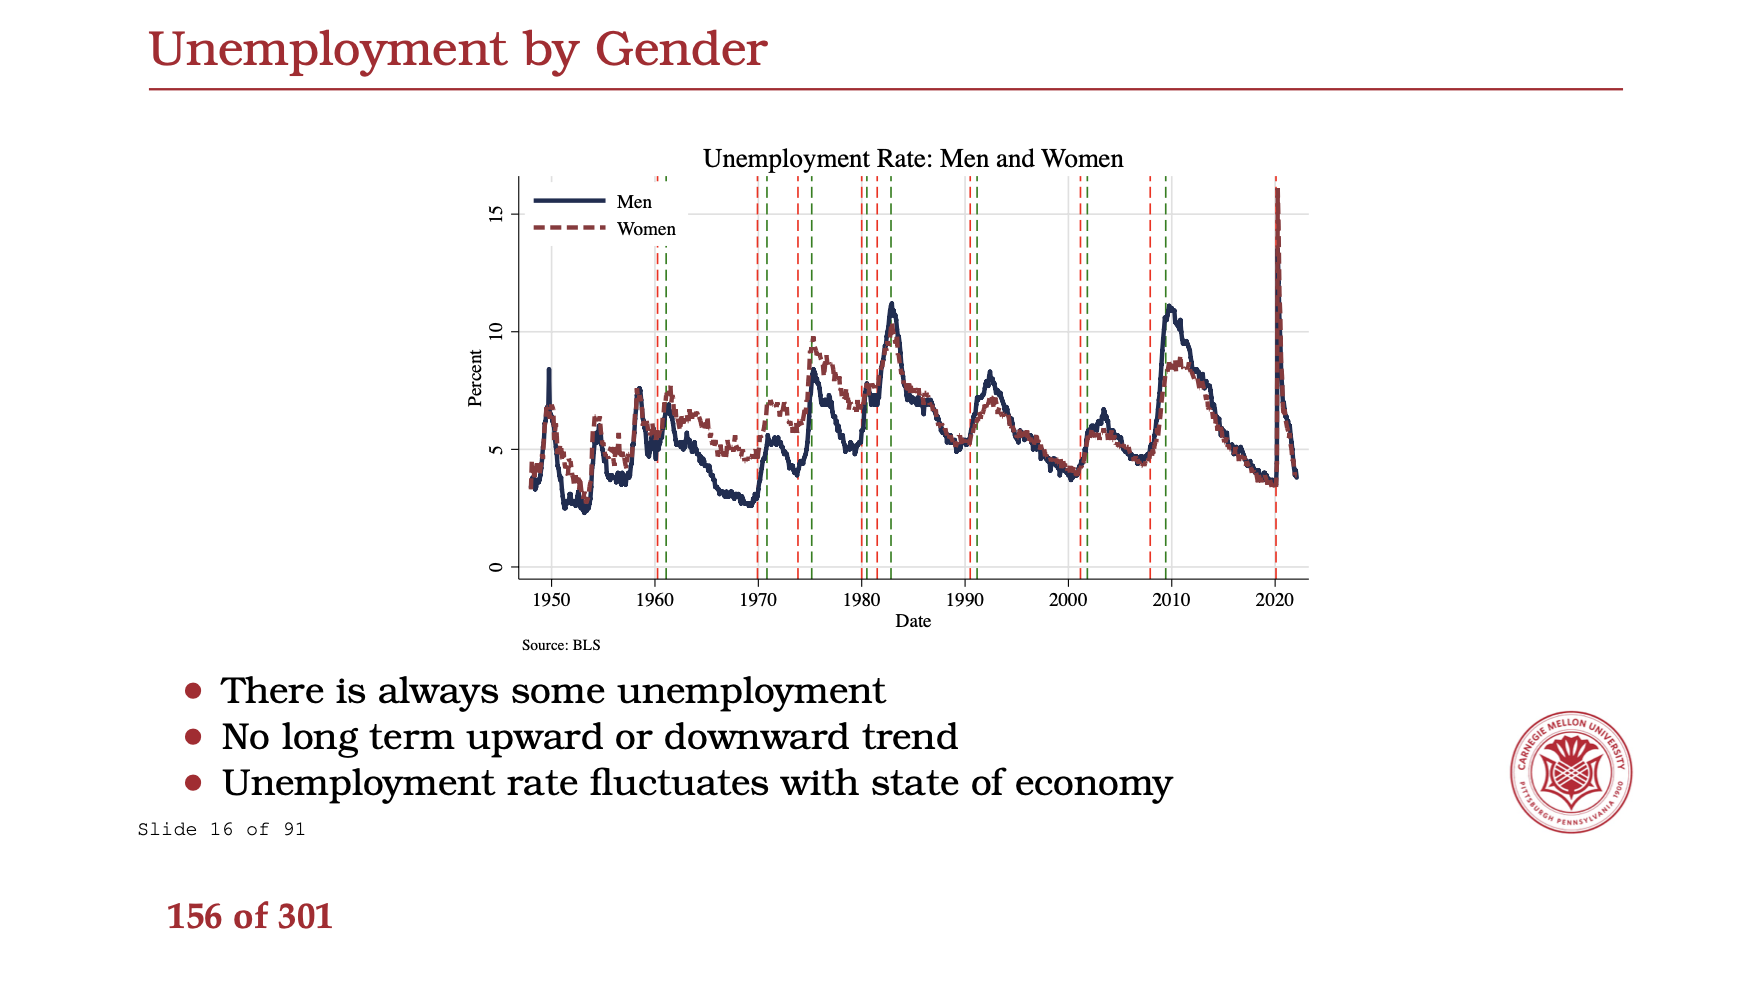 Unemployment by Gender
Unemployment Rate: Men and Women
Men
Women
Percent
15
10
5
0
1950 1960 1970 1980 1990 2000 2010 2020
Date
Source: BLS
There is always some unemployment
No long term upward or downward trend
Unemployment rate fluctuates with state of economy
CARNEGIE MELLON UNIVERSITY
PITTSBURGH PENNSYLVANIA 1900
Slide 16 of 91
156 of 301